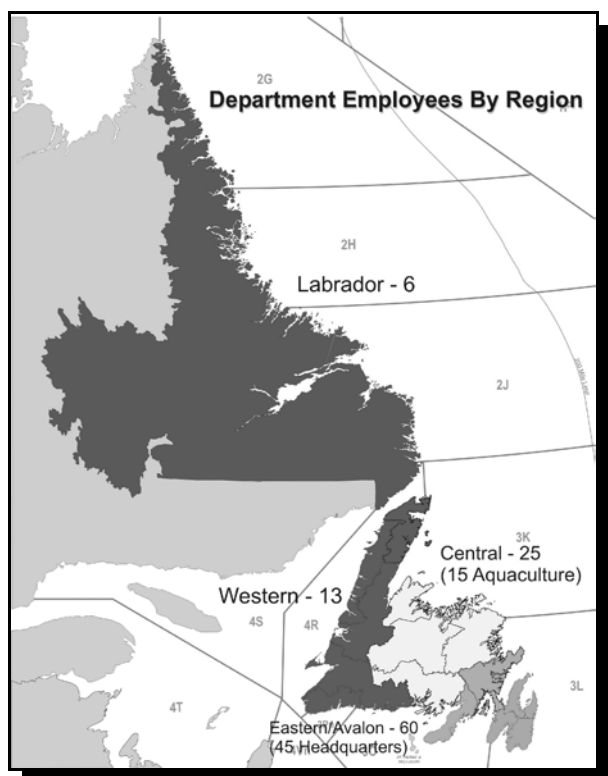 2G
Department Employees By Region
2H
Labrador - 6
2J
3K
Central - 25
(15 Aquaculture)
Western - 13
4S
4R
3L
4T
Eastern/Avalon - 60
(45 Headquarters)